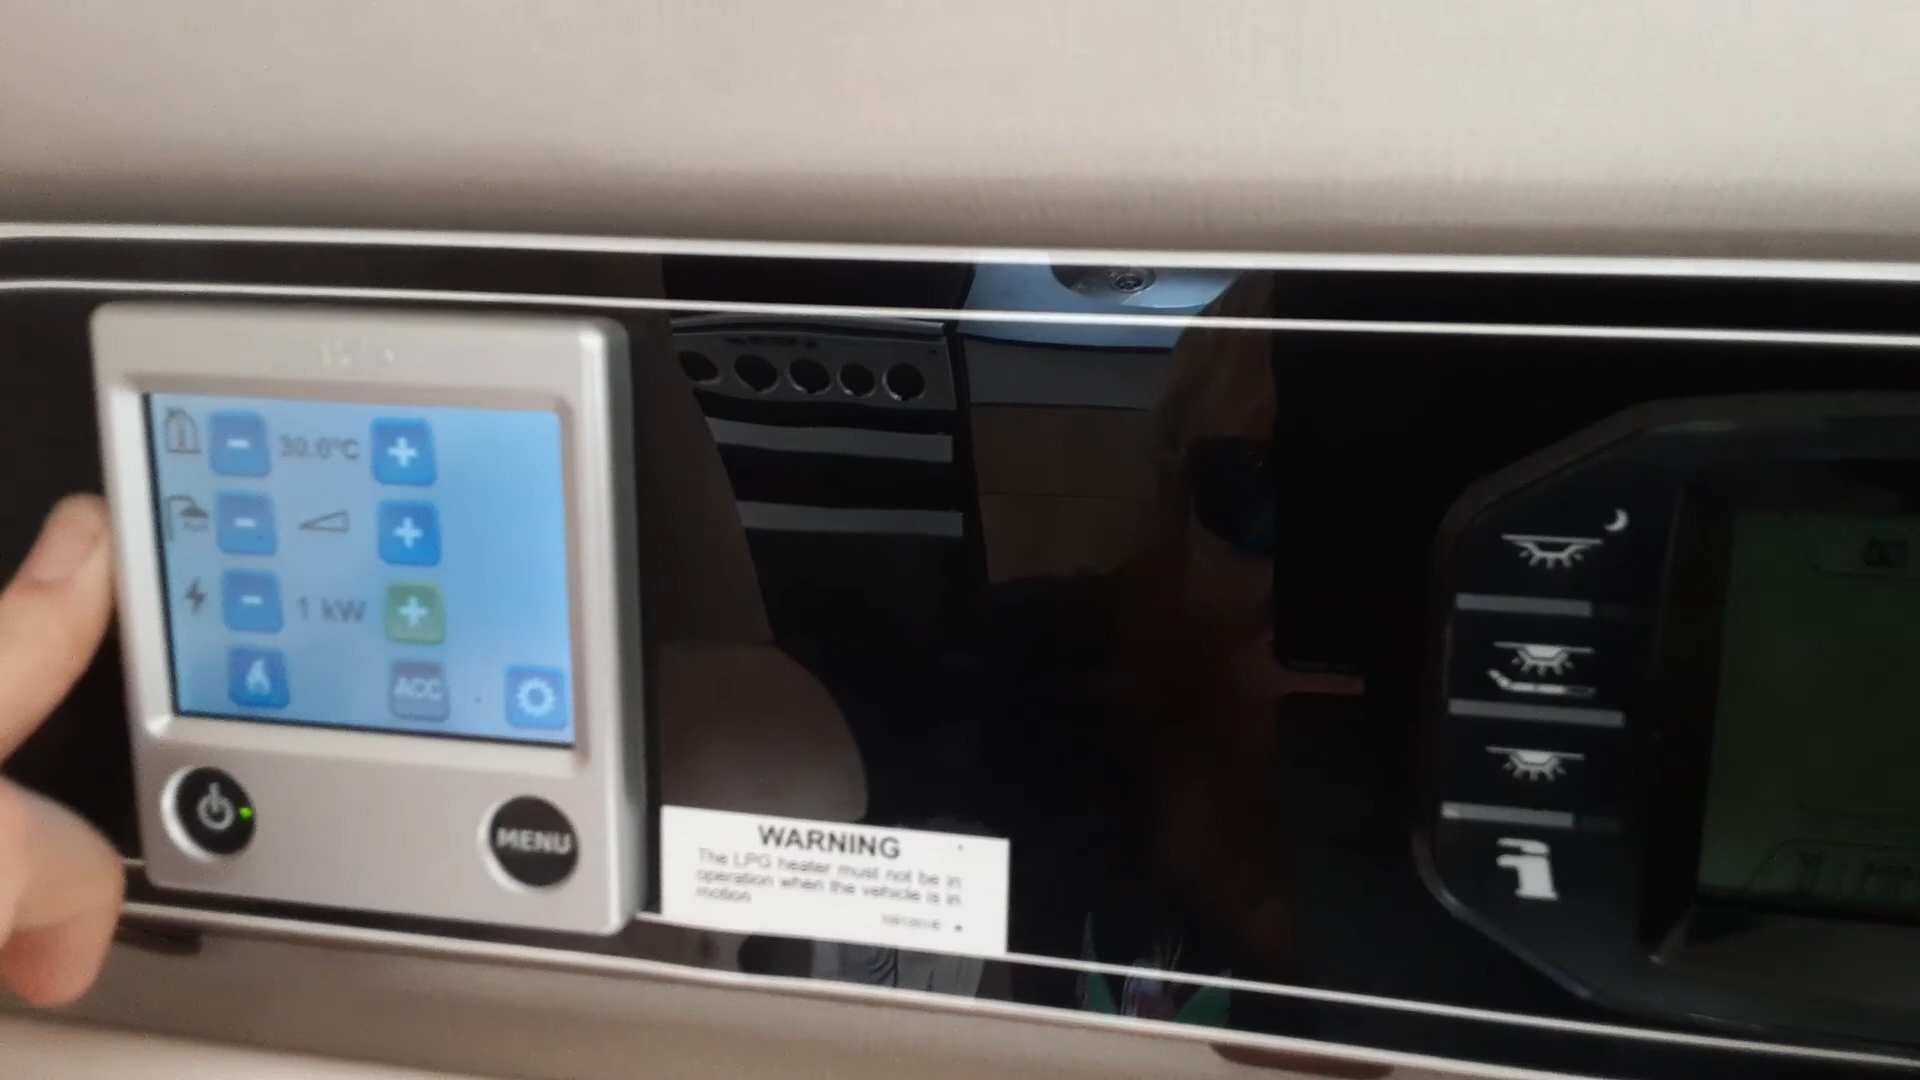 30.0°C
1 kW
ACC
MENU
WARNING
The LPG heater must not be in
operation when the vehicle is in
motion